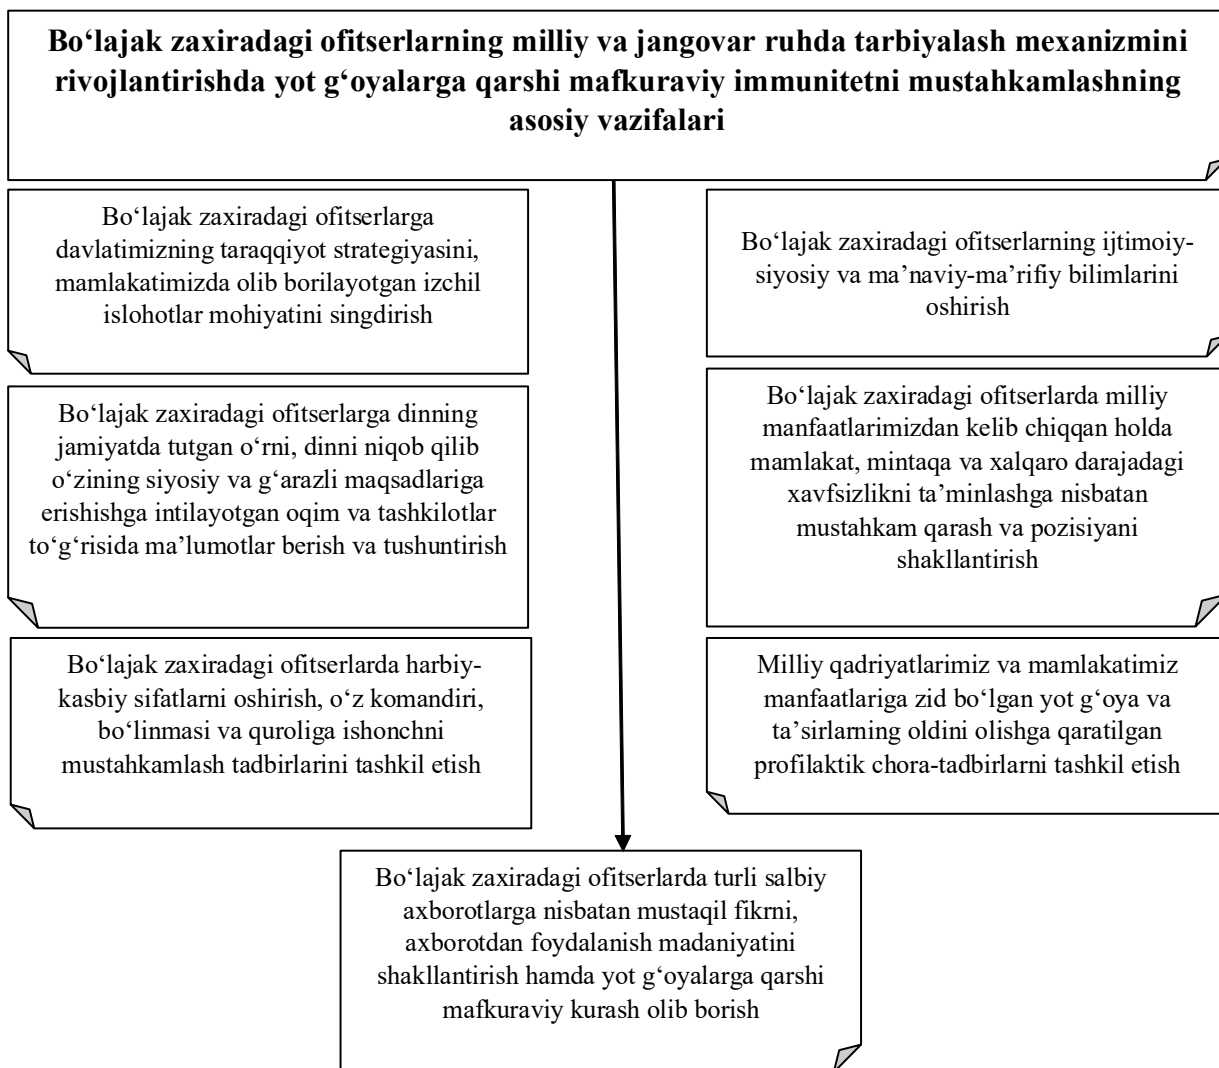 Bo‘lajak zaxiradagi ofitserlarning milliy va jangovar ruhda tarbiyalash mexanizmini
rivojlantirishda yot g‘oyalarga qarshi mafkuraviy immunitetni mustahkamlashning
asosiy vazifalari
Bo‘lajak zaxiradagi ofitserlarga
davlatimizning taraqqiyot strategiyasini,
mamlakatimizda olib borilayotgan izchil
islohotlar mohiyatini singdirish
Bo‘lajak zaxiradagi ofitserlarning ijtimoiy-
siyosiy va ma’naviy-ma’rifiy bilimlarini
oshirish
Bo‘lajak zaxiradagi ofitserlarga dinning
jamiyatda tutgan o‘rni, dinni niqob qilib
o‘zining siyosiy va g‘arazli maqsadlariga
erishishga intilayotgan oqim va tashkilotlar
to‘g‘risida ma’lumotlar berish va tushuntirish
Bo‘lajak zaxiradagi ofitserlarda milliy
manfaatlarimizdan kelib chiqqan holda
mamlakat, mintaqa va xalqaro darajadagi
xavfsizlikni ta’minlashga nisbatan
mustahkam qarash va pozisiyani
shakllantirish
Bo‘lajak zaxiradagi ofitserlarda harbiy-
kasbiy sifatlarni oshirish, o‘z komandiri,
bo‘linmasi va quroliga ishonchni
mustahkamlash tadbirlarini tashkil etish
Milliy qadriyatlarimiz va mamlakatimiz
manfaatlariga zid bo‘lgan yot g‘oya va
ta’sirlarning oldini olishga qaratilgan
profilaktik chora-tadbirlarni tashkil etish
Bo‘lajak zaxiradagi ofitserlarda turli salbiy
axborotlarga nisbatan mustaqil fikrni,
axborotdan foydalanish madaniyatini
shakllantirish hamda yot g‘oyalarga qarshi
mafkuraviy kurash olib borish